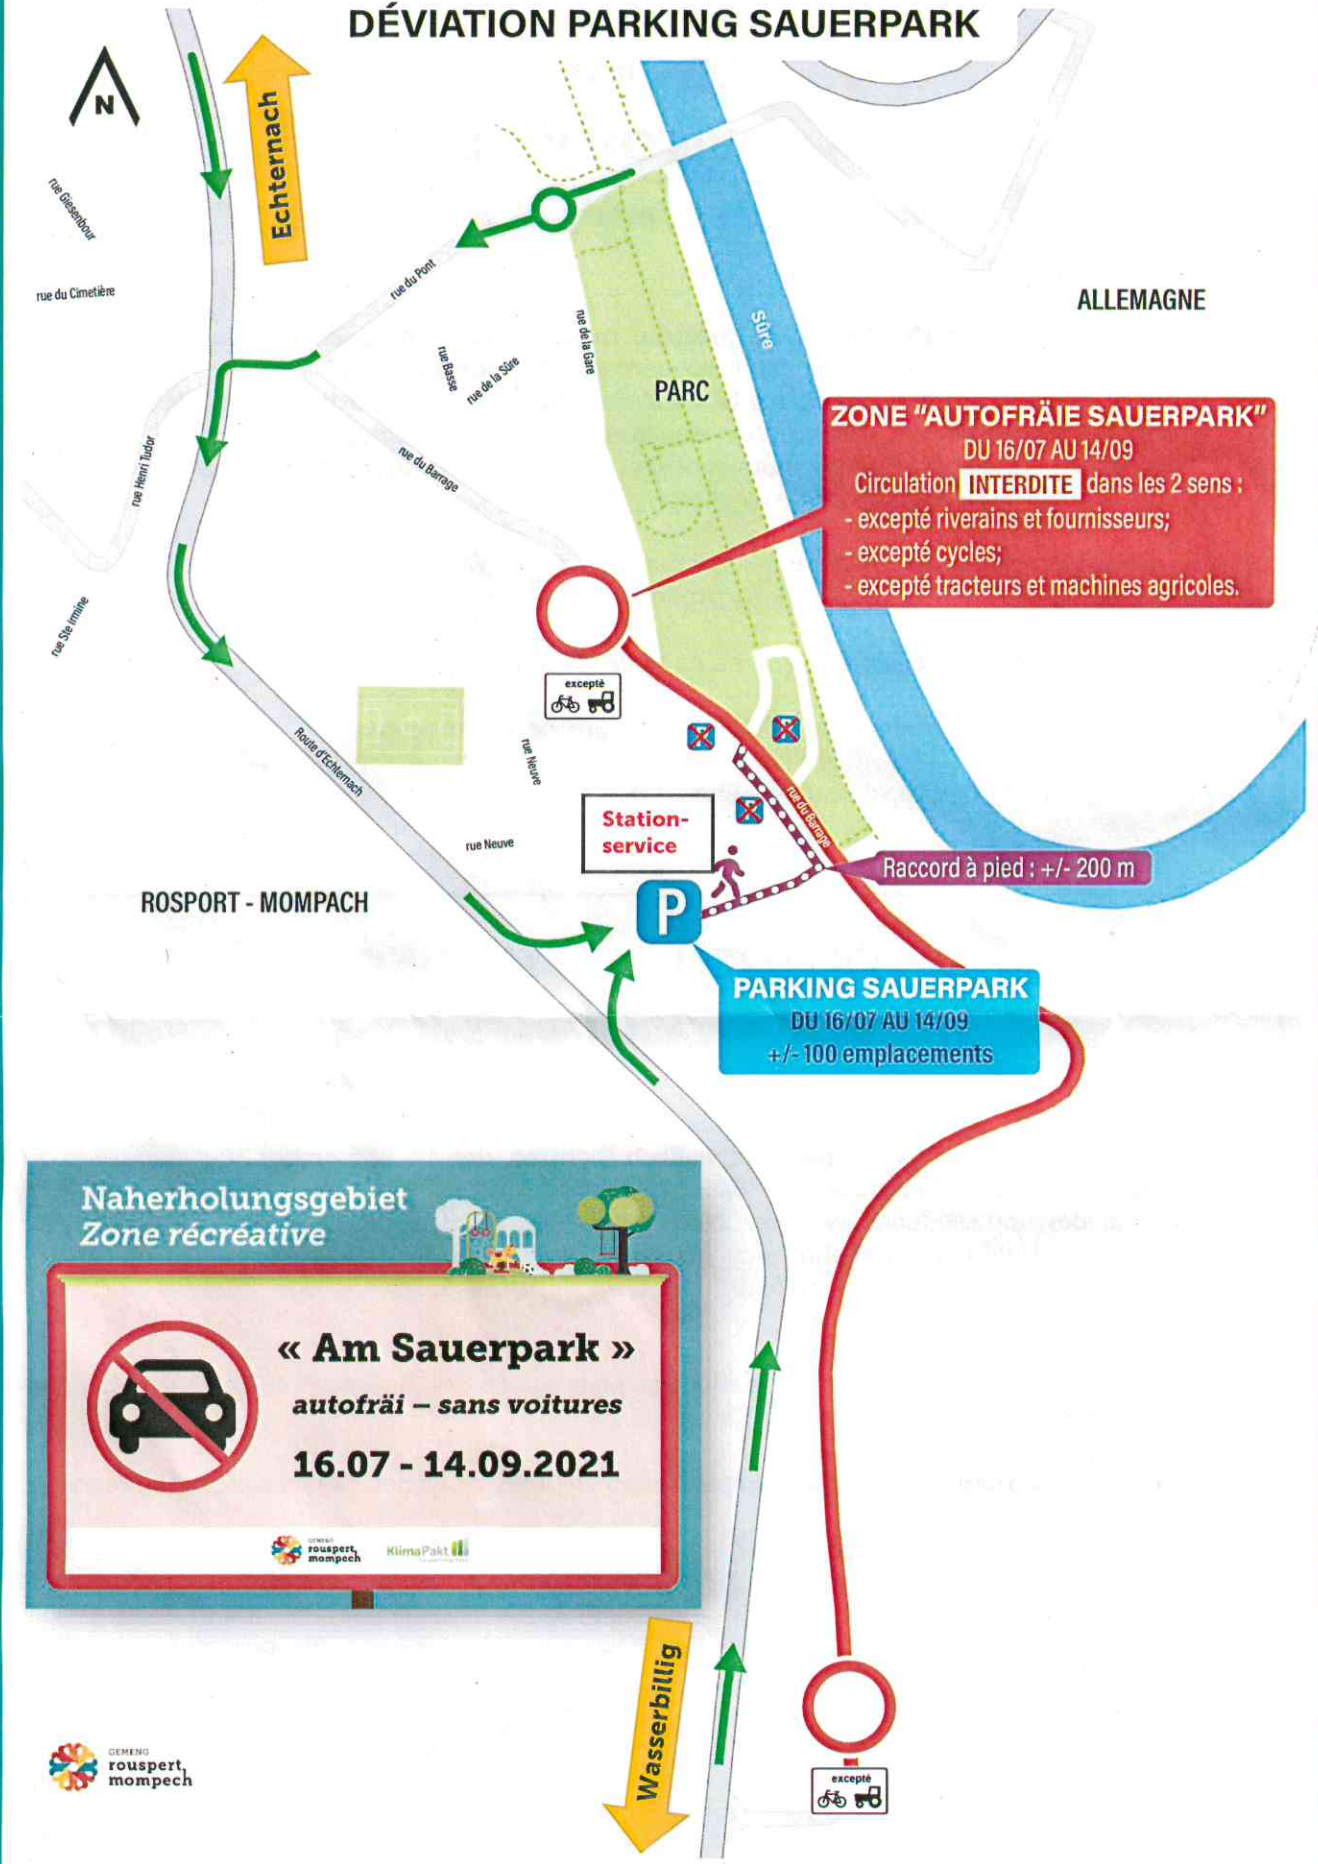 DÉVIATION PARKING SAUERPARK
N
Echternach
rue Giesenbour
rue du Cimetière
rue du Pont
rue de la Gare
Sûre
ALLEMAGNE
rue Basse
rue de la Sûre
PARC
rue Henri Tudor
rue du Barrage
ZONE "AUTOFRÄIE SAUERPARK"
DU 16/07 AU 14/09
Circulation INTERDITE dans les 2 sens :
- excepté riverains et fournisseurs;
- excepté cycles;
- excepté tracteurs et machines agricoles.
rue Ste Irmine
excepté
Route d'Echternach
rue Neuve
rue du Barrage
Station-
service
rue Neuve
Raccord à pied : +/- 200 m
P
ROSPORT - MOMPACH
PARKING SAUERPARK
DU 16/07 AU 14/09
+/- 100 emplacements
Naherholungsgebiet
Zone récréative
« Am Sauerpark »
autofräi – sans voitures
16.07 - 14.09.2021
GEMENG
rouspert
mompech
KlimaPakt
Wasserbillig
GEMENG
rouspert
mompech
excepté